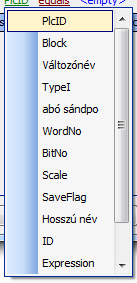 PlcID equals <empty>
PlcID
Block
Változónév
TypeI
abó sándpo
WordNo
BitNo
Scale
SaveFlag
Hosszú név
ID
Expression